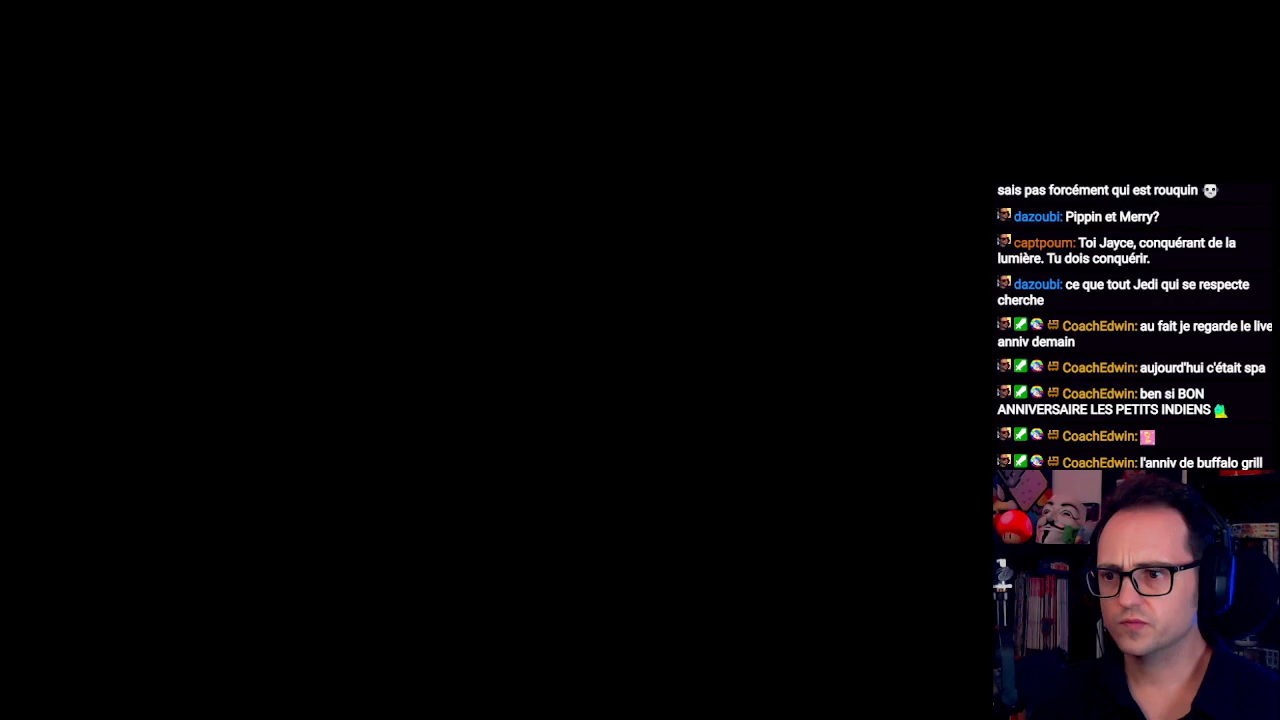 sais pas forcément qui est rouquin
dazoubi: Pippin et Merry?
captpoum: Toi Jayce, conquérant de la
lumière. Tu dois conquérir.
dazoubi: ce que tout Jedi qui se respecte
cherche
CoachEdwin: au fait je regarde le live
anniv demain
CoachEdwin: aujourd'hui c'était spa
CoachEdwin: ben si BON
ANNIVERSAIRE LES PETITS INDIENS
CoachEdwin:
CoachEdwin: l'anniv de buffalo grill